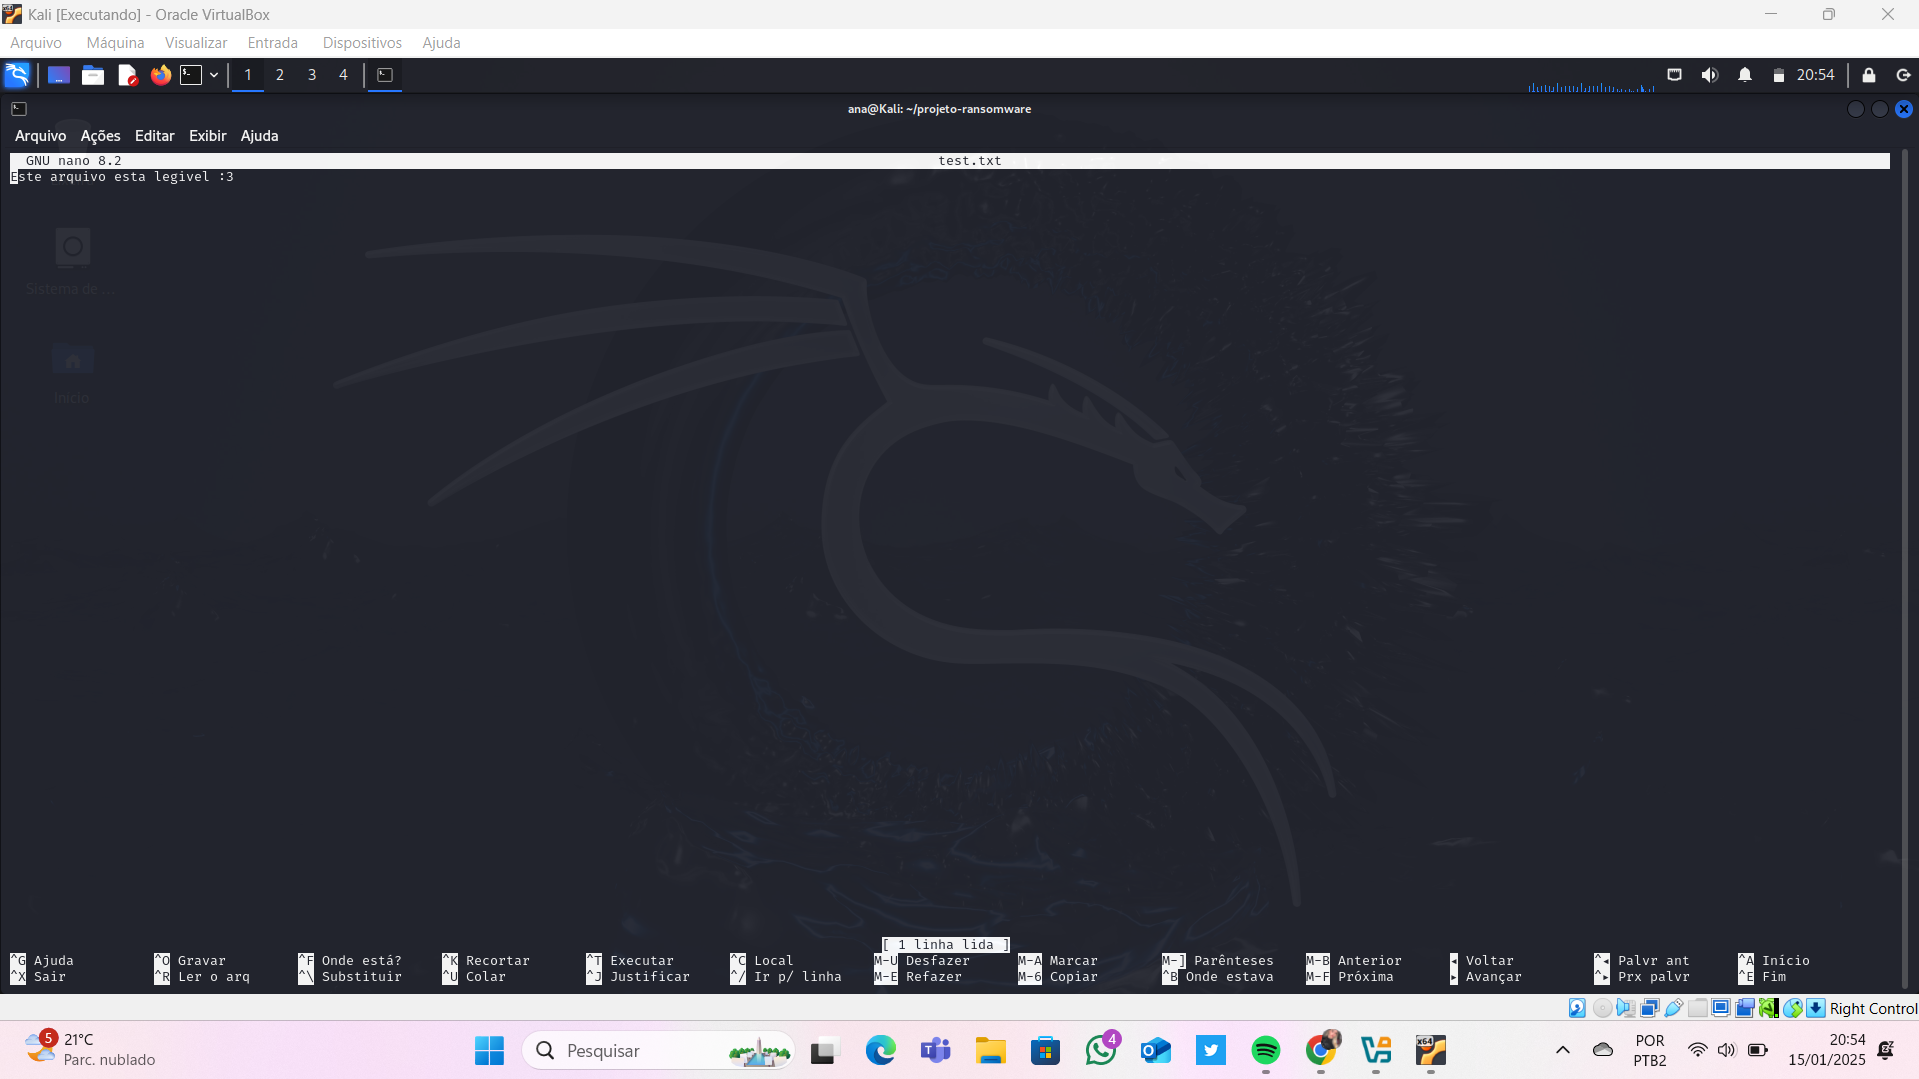 Kali [Executando] - Oracle VirtualBox
Arquivo Máquina Visualizar Entrada Dispositivos Ajuda
1 2 3 4 20:54
ana@Kali: ~/projeto-ransomware
Arquivo Ações Editar Exibir Ajuda
GNU nano 8.2 test.txt
Este arquivo esta legivel :3
Sistema de ...
Início
[ 1 linha lida ]
^G Ajuda ^O Gravar ^F Onde está? ^K Recortar ^T Executar ^C Local M-U Desfazer M-A Marcar M-] Parênteses M-B Anterior ◂ Voltar ^◂ Palvr ant ^A Início
^X Sair ^R Ler o arq ^\ Substituir ^U Colar ^J Justificar ^/ Ir p/ linha M-E Refazer M-6 Copiar ^B Onde estava M-F Próxima ▸ Avançar ^▸ Prx palvr ^E Fim
Right Control
5 21°C
Parc. nublado
Pesquisar
4
x64
POR
PTB2
20:54
15/01/2025